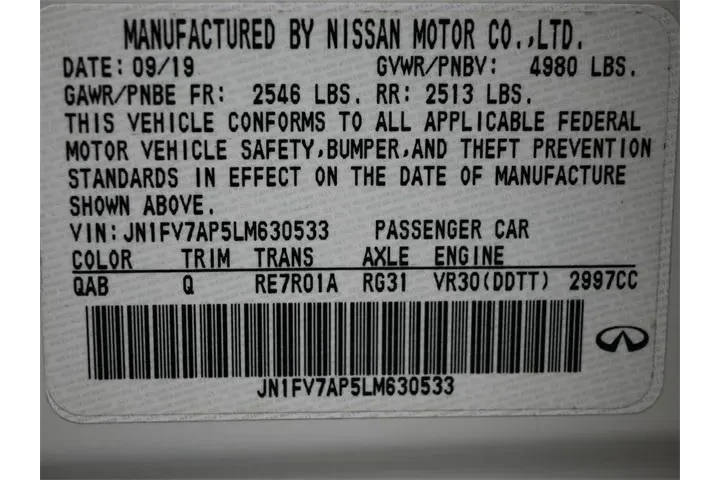 MANUFACTURED BY NISSAN MOTOR CO.,LTD.
DATE: 09/19 GVWR/PNBV: 4980 LBS.
GAWR/PNBE FR: 2546 LBS. RR: 2513 LBS.
THIS VEHICLE CONFORMS TO ALL APPLICABLE FEDERAL
MOTOR VEHICLE SAFETY,BUMPER,AND THEFT PREVENTION
STANDARDS IN EFFECT ON THE DATE OF MANUFACTURE
SHOWN ABOVE.
VIN:JN1FV7AP5LM630533 PASSENGER CAR
COLOR TRIM TRANS AXLE ENGINE
QAB Q RE7R01A RG31 VR30(DDTT) 2997CC
JN1FV7AP5LM630533